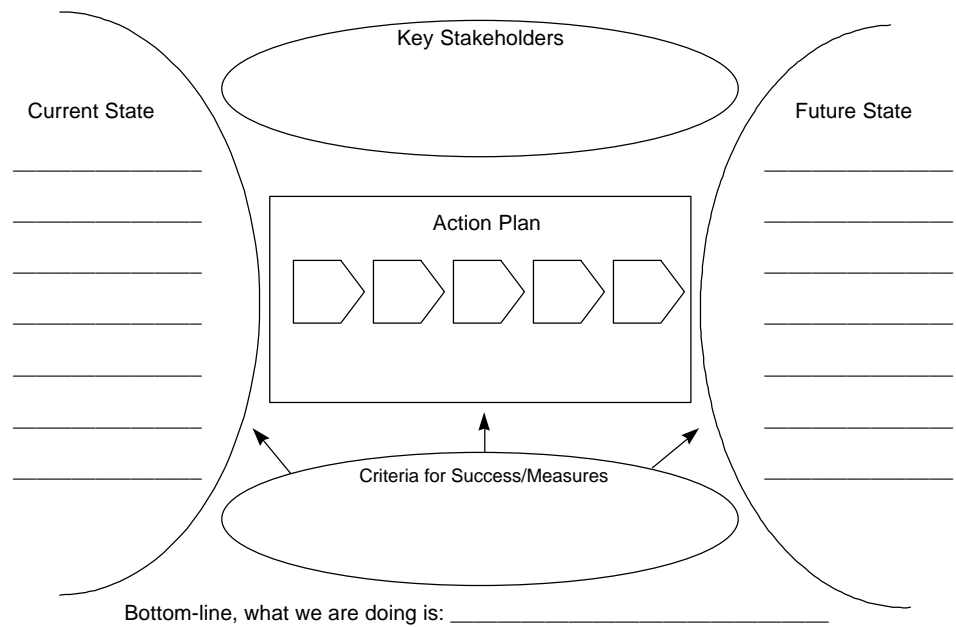 Key Stakeholders
Current State
Future State
Action Plan
Criteria for Success/Measures
Bottom-line, what we are doing is: __________________________________